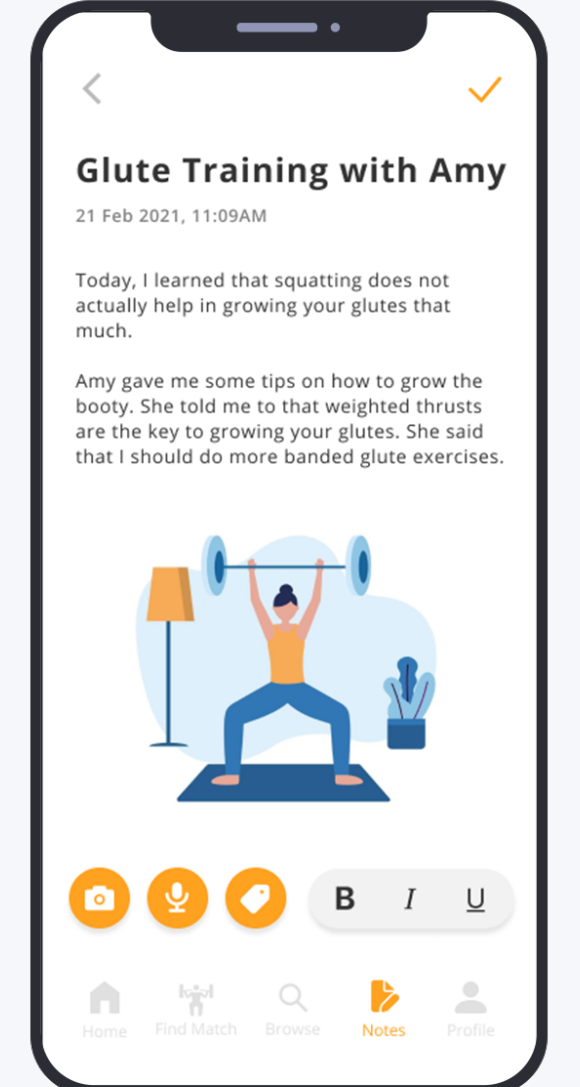 Glute Training with Amy
21 Feb 2021, 11:09AM
Today, I learned that squatting does not
actually help in growing your glutes that
much.
Amy gave me some tips on how to grow the
booty. She told me to that weighted thrusts
are the key to growing your glutes. She said
that I should do more banded glute exercises.
B I U
Home Find Match Browse Notes Profile